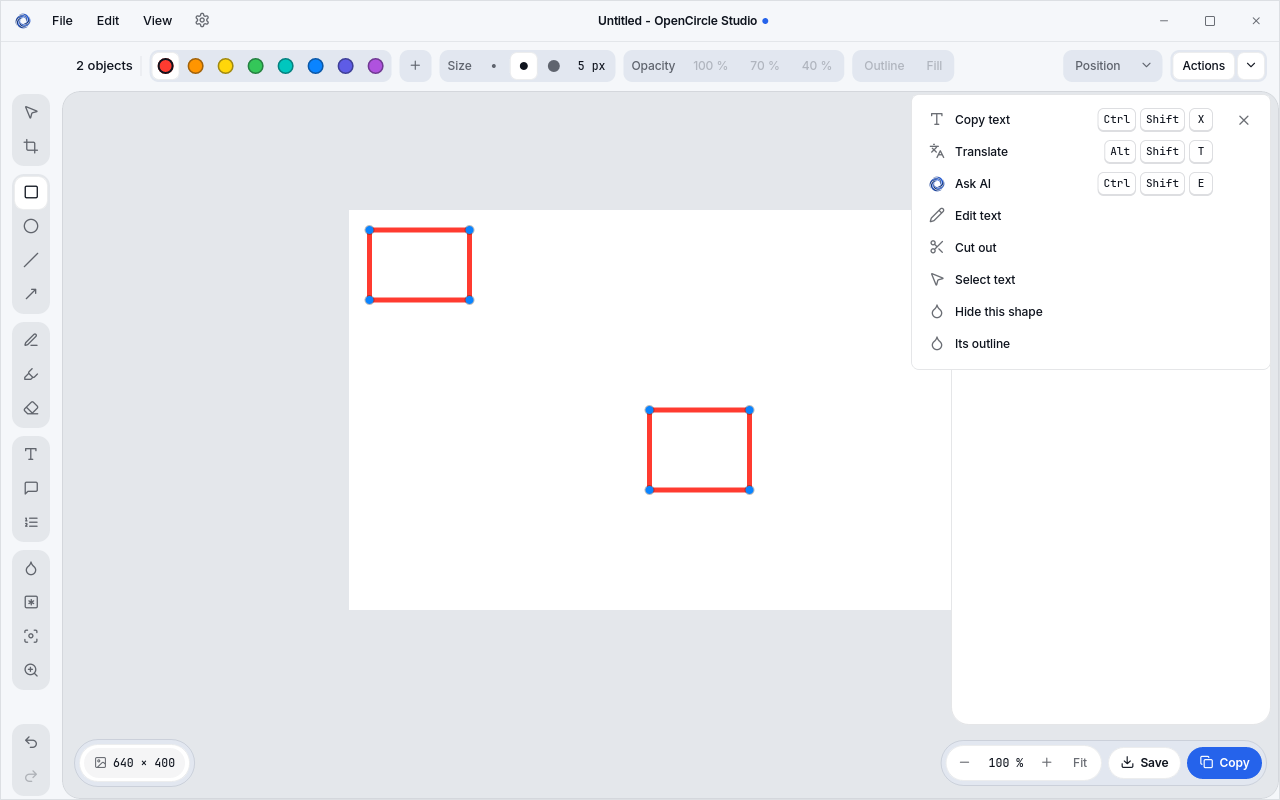 File Edit View Untitled - OpenCircle Studio
2 objects Size 5 px Opacity 100 % 70 % 40 % Outline Fill Position Actions
Copy text Ctrl Shift X
Translate Alt Shift T
Ask AI Ctrl Shift E
Edit text
Cut out
Select text
Hide this shape
Its outline
640 × 400 100 % Fit Save Copy